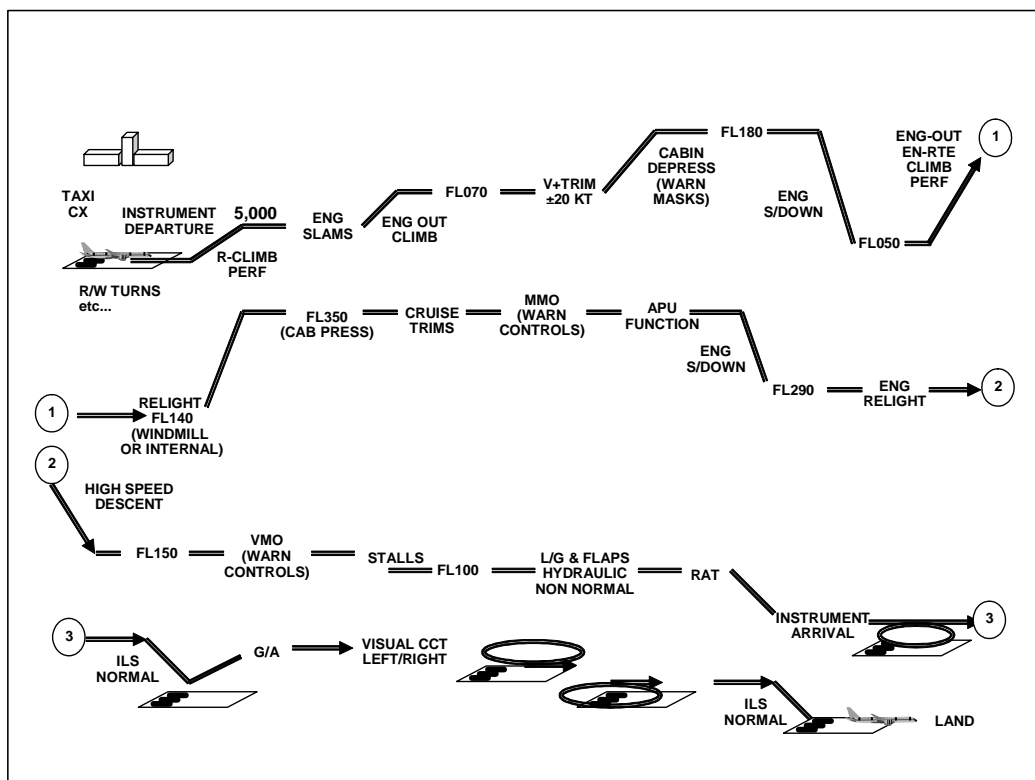 TAXI
CX
INSTRUMENT
DEPARTURE
R/W TURNS
etc...
5,000
R-CLIMB
PERF
ENG
SLAMS
ENG OUT
CLIMB
FL070
V+TRIM
±20 KT
CABIN
DEPRESS
(WARN
MASKS)
FL180
ENG
S/DOWN
FL050
ENG-OUT
EN-RTE
CLIMB
PERF
1
1
RELIGHT
FL140
(WINDMILL
OR INTERNAL)
FL350
(CAB PRESS)
CRUISE
TRIMS
MMO
(WARN
CONTROLS)
APU
FUNCTION
ENG
S/DOWN
FL290
ENG
RELIGHT
2
2
HIGH SPEED
DESCENT
FL150
VMO
(WARN
CONTROLS)
STALLS
FL100
L/G & FLAPS
HYDRAULIC
NON NORMAL
RAT
INSTRUMENT
ARRIVAL
3
3
ILS
NORMAL
G/A
VISUAL CCT
LEFT/RIGHT
ILS
NORMAL
LAND